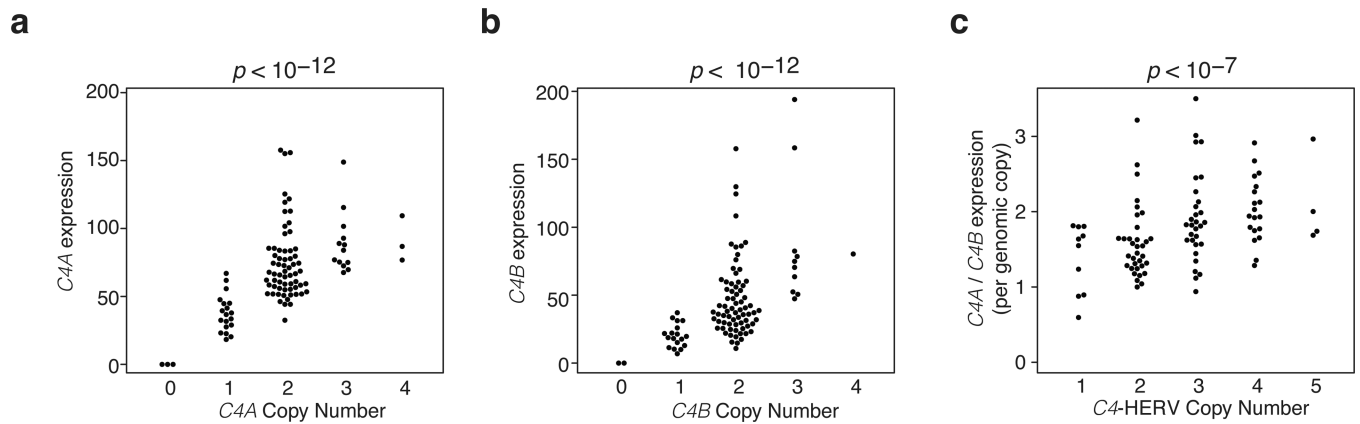 a
p < 10–12
C4A expression
200
150
100
50
0
0 1 2 3 4
C4A Copy Number
b
p < 10–12
C4B expression
200
150
100
50
0
0 1 2 3 4
C4B Copy Number
c
p < 10–7
C4A / C4B expression
(per genomic copy)
3
2
1
0
1 2 3 4 5
C4-HERV Copy Number